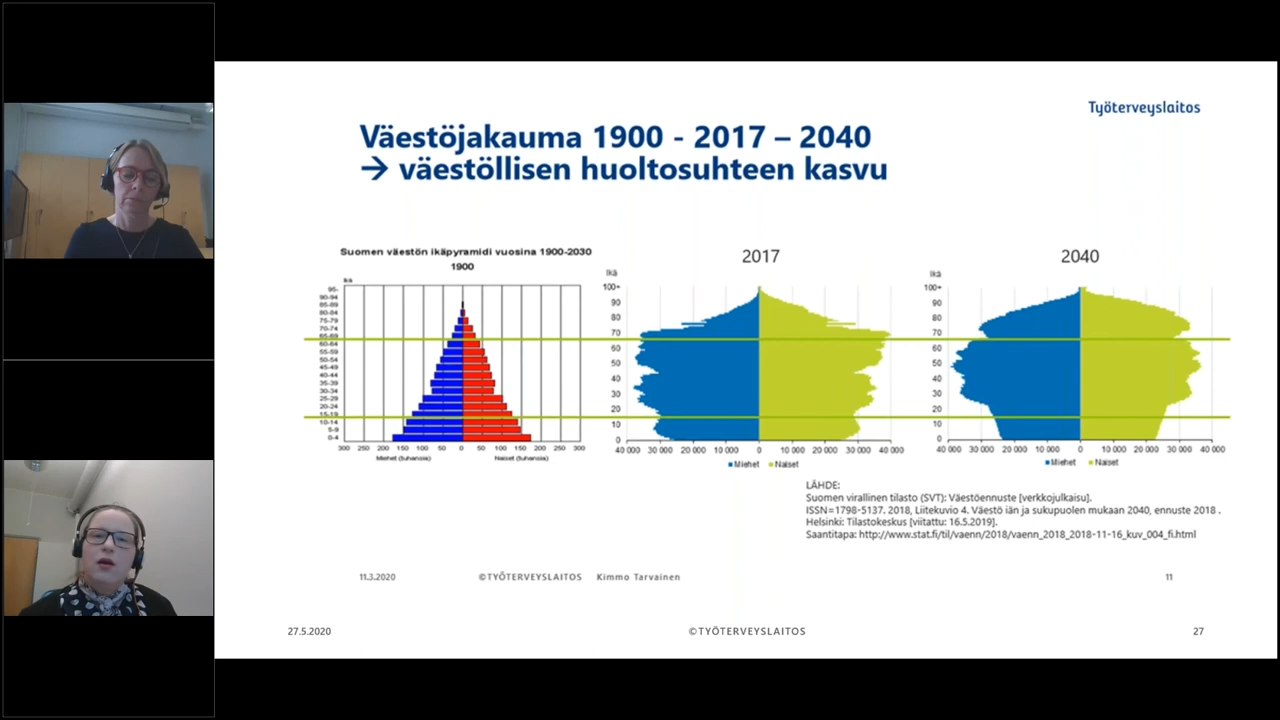 Työterveyslaitos
Väestöjakauma 1900 - 2017 – 2040
→ väestöllisen huoltosuhteen kasvu
Suomen väestön ikäpyramidi vuosina 1900-2030
1900
Ikä
95-
90-94
85-89
80-84
75-79
70-74
65-69
60-64
55-59
50-54
45-49
40-44
35-39
30-34
25-29
20-24
15-19
10-14
5-9
0-4
300 250 200 150 100 50 0 50 100 150 200 250 300
Miehet (tuhansia) Naiset (tuhansia)
2017
Ikä
100+
90
80
70
60
50
40
30
20
10
0
40 000 30 000 20 000 10 000 0 10 000 20 000 30 000 40 000
Miehet Naiset
2040
Ikä
100+
90
80
70
60
50
40
30
20
10
0
40 000 30 000 20 000 10 000 0 10 000 20 000 30 000 40 000
Miehet Naiset
LÄHDE:
Suomen virallinen tilasto (SVT): Väestöennuste [verkkojulkaisu].
ISSN=1798-5137. 2018, Liitekuvio 4. Väestö iän ja sukupuolen mukaan 2040, ennuste 2018 .
Helsinki: Tilastokeskus [viitattu: 16.5.2019].
Saantitapa: http://www.stat.fi/til/vaenn/2018/vaenn_2018_2018-11-16_kuv_004_fi.html
11.3.2020 ©TYÖTERVEYSLAITOS Kimmo Tarvainen 11
27.5.2020 ©TYÖTERVEYSLAITOS 27